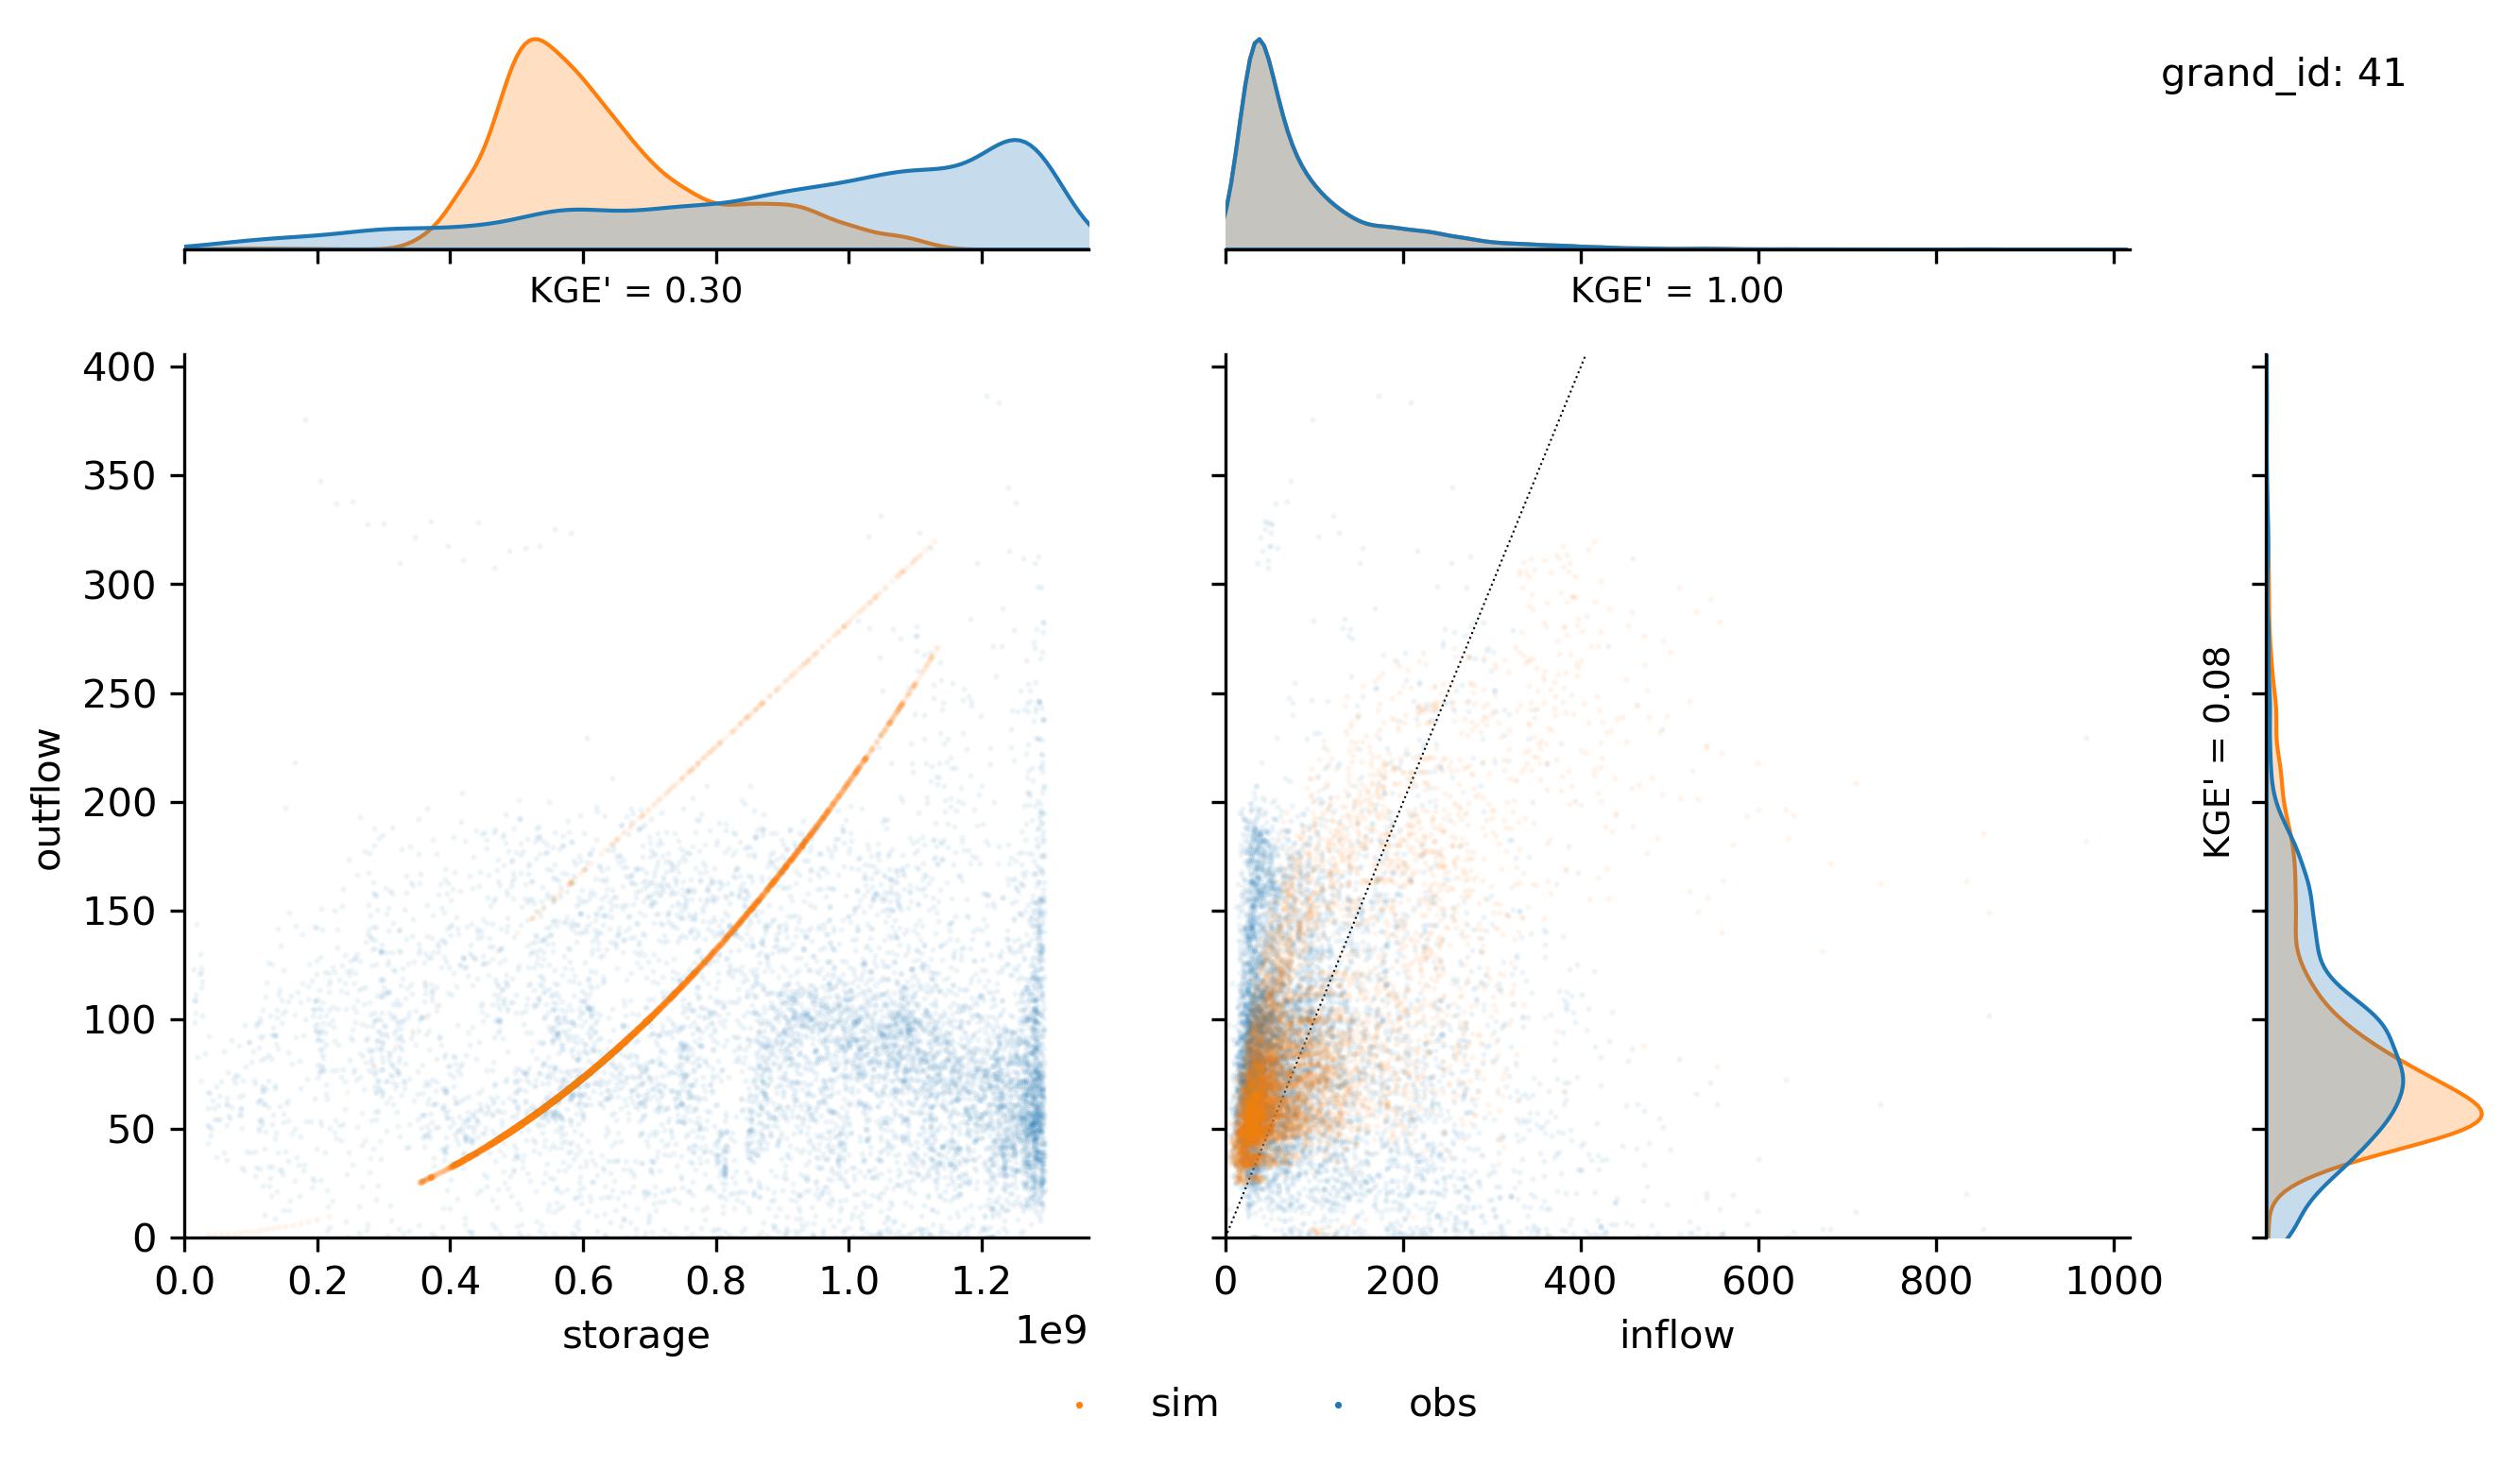 grand_id: 41
KGE' = 0.30
KGE' = 1.00
400
350
300
250
200
150
100
50
0
outflow
KGE' = 0.08
0.0 0.2 0.4 0.6 0.8 1.0 1.2
1e9
storage
0 200 400 600 800 1000
inflow
sim obs